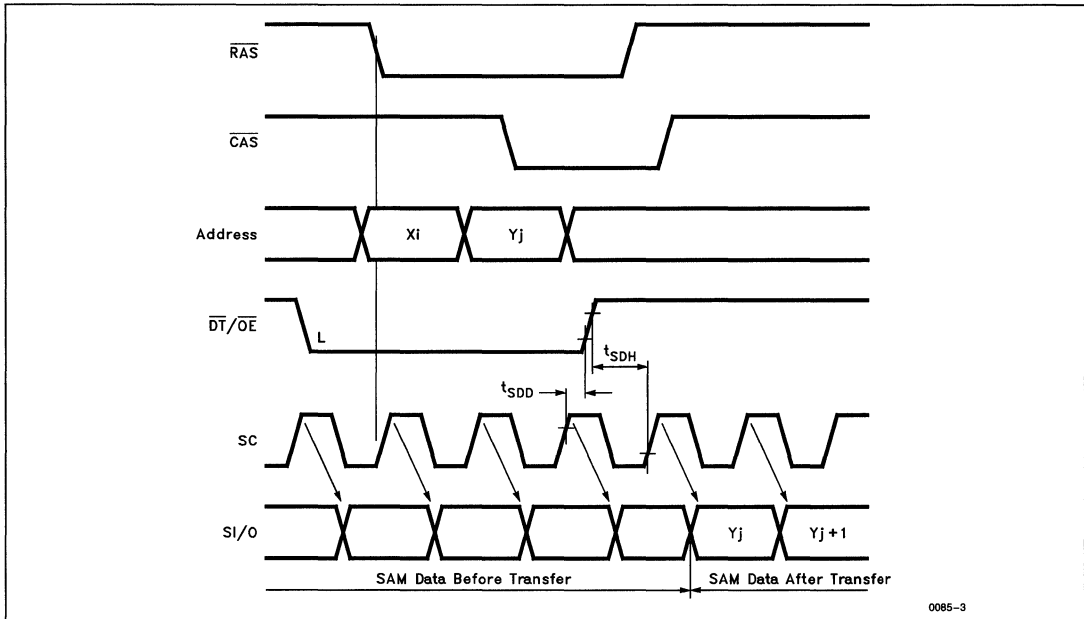 RAS
CAS
Address
Xi
Yj
DT/OE
L
tSDH
tSDD
SC
SI/O
Yj
Yj+1
SAM Data Before Transfer
SAM Data After Transfer
0085-3